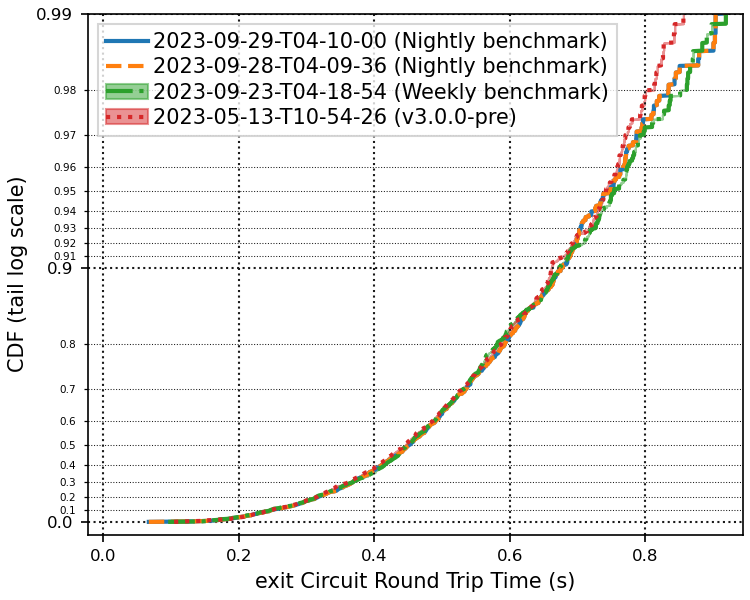 0.99
2023-09-29-T04-10-00 (Nightly benchmark)
2023-09-28-T04-09-36 (Nightly benchmark)
2023-09-23-T04-18-54 (Weekly benchmark)
2023-05-13-T10-54-26 (v3.0.0-pre)
0.98
0.97
0.96
0.95
0.94
0.93
0.92
0.91
0.9
0.8
0.7
0.6
0.5
0.4
0.3
0.2
0.1
0.0
CDF (tail log scale)
0.0 0.2 0.4 0.6 0.8
exit Circuit Round Trip Time (s)